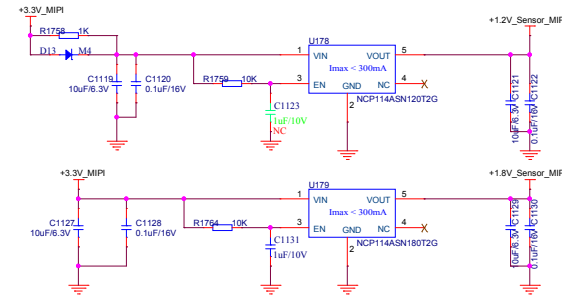 +3.3V_MIPI
R1758 1K
D13 M4
C1119
10uF/6.3V
C1120
0.1uF/16V
R1759 10K
C1123
1uF/10V
NC
U178
1 VIN VOUT 5
Imax < 300mA
3 EN NC 4
GND
2
NCP114ASN120T2G
+1.2V_Sensor_MIP
C1121
10uF/6.3V
C1122
0.1uF/16V
+3.3V_MIPI
C1127
10uF/6.3V
C1128
0.1uF/16V
R1764 10K
C1131
1uF/10V
U179
1 VIN VOUT 5
Imax < 300mA
3 EN NC 4
GND
2
NCP114ASN180T2G
+1.8V_Sensor_MIP
C1129
10uF/6.3V
C1130
0.1uF/16V